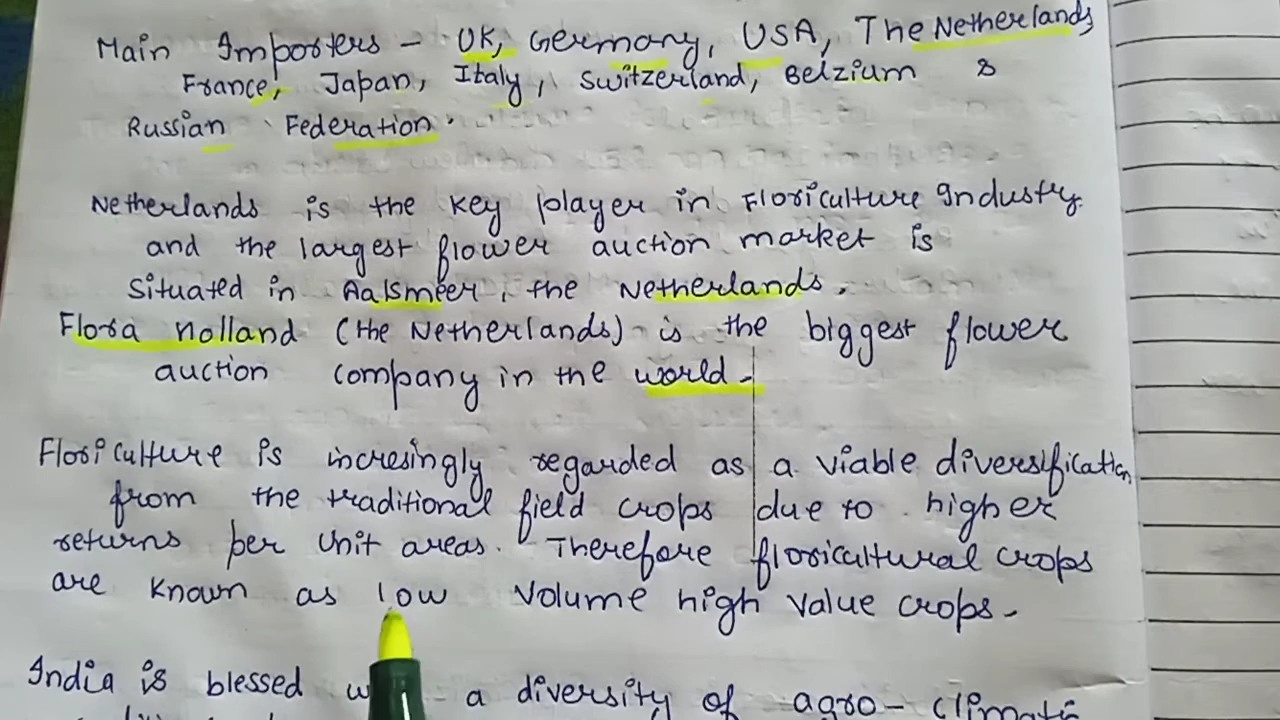 Main Importers - UK, Germany, USA, The Netherlands
France, Japan, Italy, Switzerland, Belzium &
Russian Federation.
Netherlands is the key player in Floriculture Industry
and the largest flower auction market is
situated in Aalsmeer, the Netherlands.
Flora Holland (the Netherlands) is the biggest flower
auction company in the world-
Floriculture is incresingly regarded as a viable diversification
from the traditional field crops due to higher
returns per unit areas. Therefore floricultural crops
are known as low volume high value crops-
India is blessed a diversity of agro- climatic